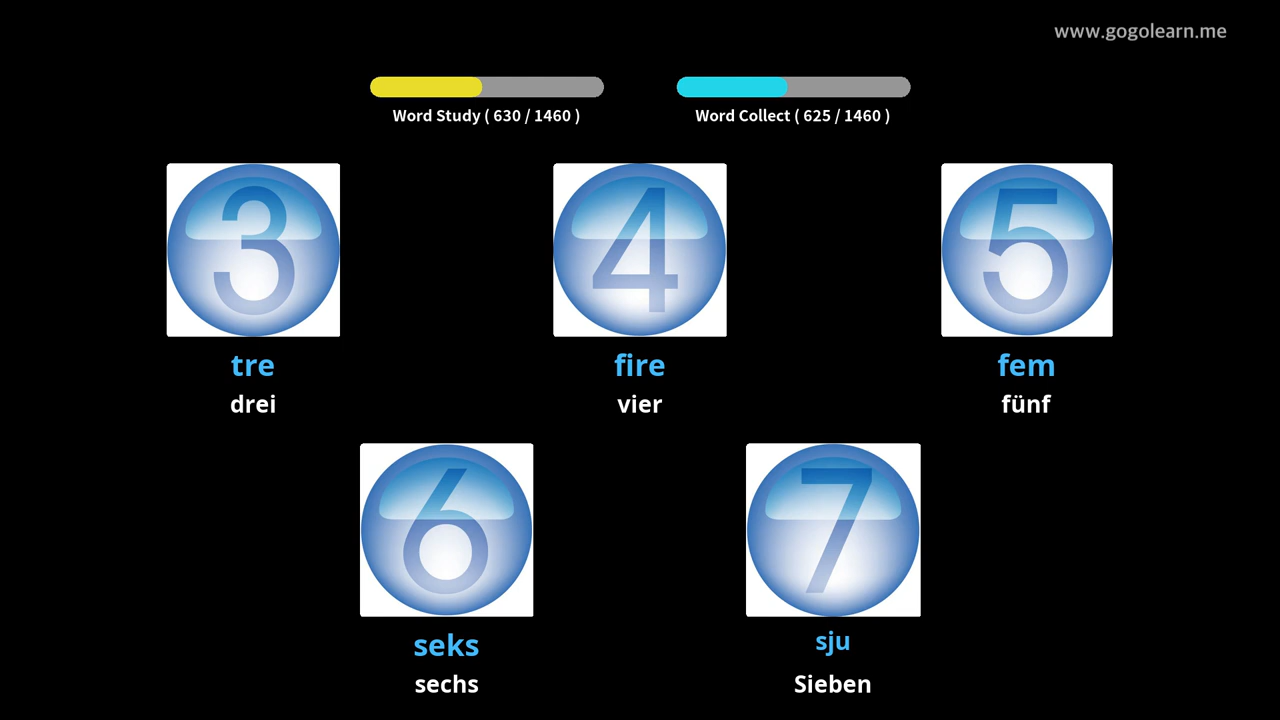 www.gogolearn.me
Word Study ( 630 / 1460 )
Word Collect ( 625 / 1460 )
3
4
5
tre
fire
fem
drei
vier
fünf
6
7
seks
sju
sechs
Sieben